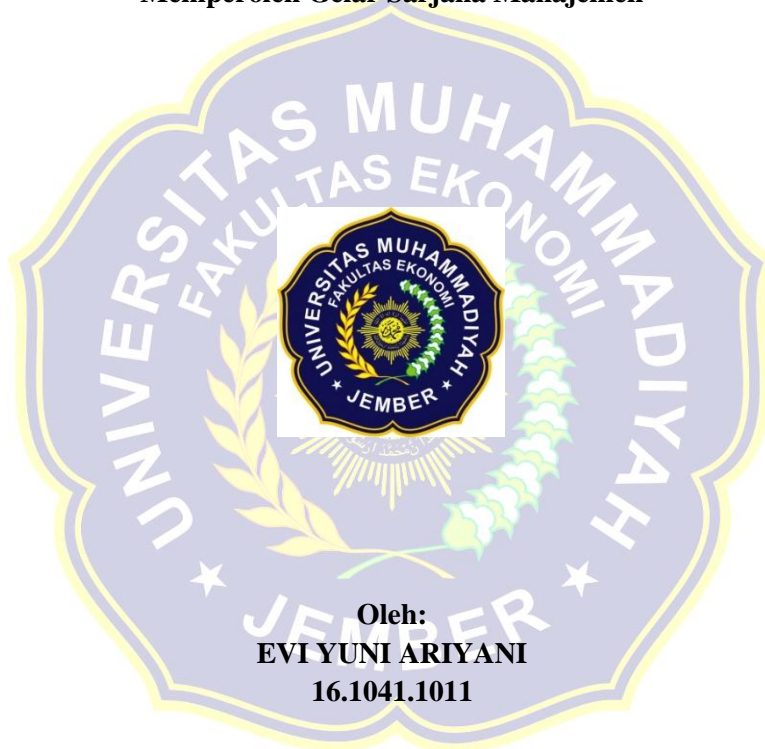 Memperoleh Gelar Sarjana Manajemen
UNIVERSITAS MUHAMMADIYAH
FAKULTAS EKONOMI
JEMBER
UNIVERSITAS MUHAMMADIYAH
FAKULTAS EKONOMI
JEMBER
Oleh:
EVI YUNI ARIYANI
16.1041.1011